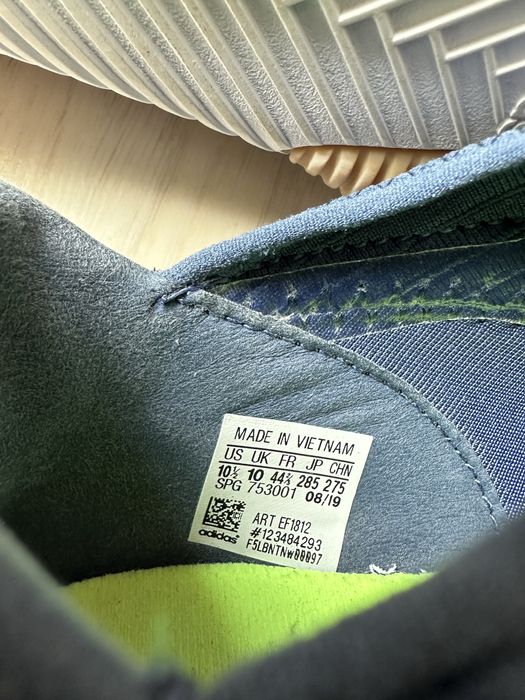 MADE IN VIETNAM
US UK FR JP CHN
10½ 10 44⅔ 285 275
SPG 753001 08/19
ART EF1812
#123484293
adidas F5LBNTNW00097